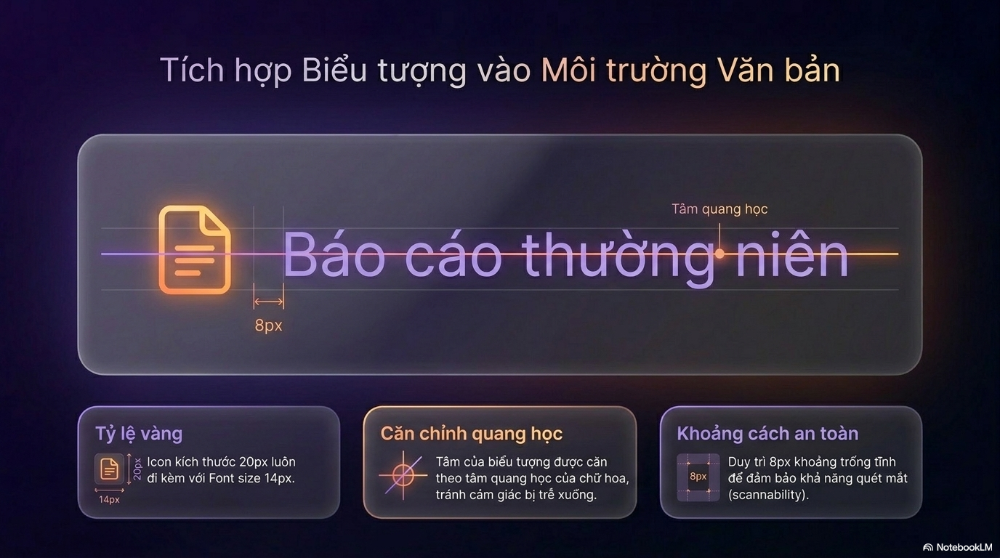 Tích hợp Biểu tượng vào Môi trường Văn bản
Tâm quang học
Báo cáo thường niên
8px
Tỷ lệ vàng
20px
14px
Icon kích thước 20px luôn
đi kèm với Font size 14px.
Căn chỉnh quang học
Tâm của biểu tượng được căn
theo tâm quang học của chữ hoa,
tránh cảm giác bị trễ xuống.
Khoảng cách an toàn
8px
Duy trì 8px khoảng trống tĩnh
để đảm bảo khả năng quét mắt
(scannability).
NotebookLM